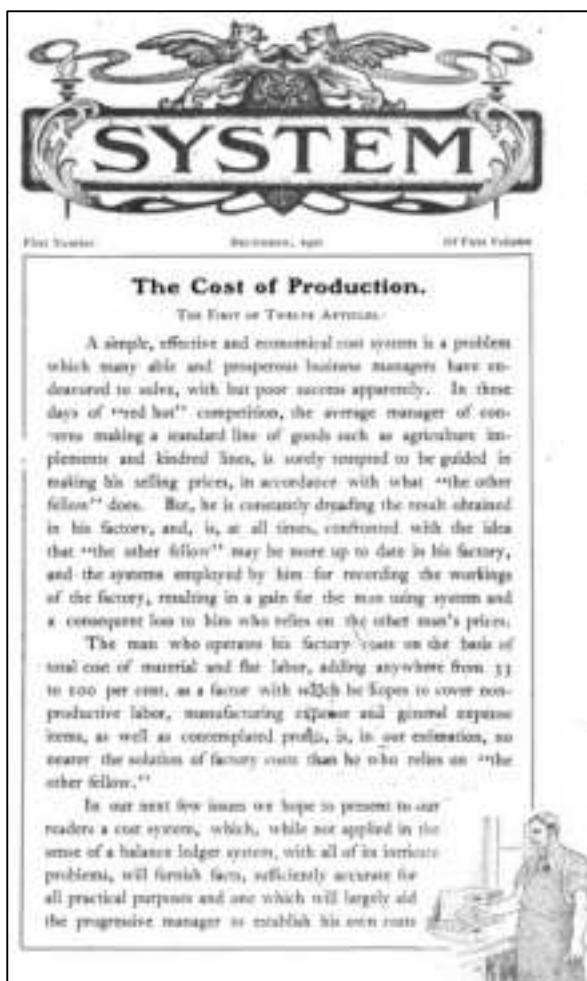 SYSTEM
First Number
December, 1900
Of First Volume
The Cost of Production.
The First of Twelve Articles.
A simple, effective and economical cost system is a problem
which many able and prosperous business managers have en-
deavored to solve, with but poor success apparently. In these
days of "red hot" competition, the average manager of con-
cerns making a standard line of goods such as agriculture im-
plements and kindred lines, is sorely tempted to be guided in
making his selling prices, in accordance with what "the other
fellow" does. But, he is constantly dreading the result obtained
in his factory, and, is, at all times, confronted with the idea
that "the other fellow" may be more up to date in his factory,
and the systems employed by him for recording the workings
of the factory, resulting in a gain for the man using system and
a consequent loss to him who relies on the other man's prices.
The man who operates his factory costs on the basis of
total cost of material and flat labor, adding anywhere from 33
to 100 per cent. as a factor with which he hopes to cover non-
productive labor, manufacturing expense and general expense
items, as well as contemplated profits, is, in our estimation, no
nearer the solution of factory costs than he who relies on "the
other fellow."
In our next few issues we hope to present to our
readers a cost system, which, while not applied in the
sense of a balance ledger system, with all of its intricate
problems, will furnish facts, sufficiently accurate for
all practical purposes and one which will largely aid
the progressive manager to establish his own costs